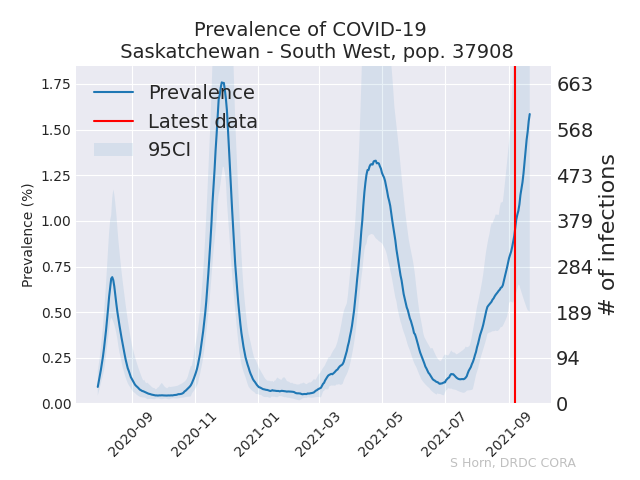 Prevalence of COVID-19
Saskatchewan - South West, pop. 37908
Prevalence
Latest data
95CI
Prevalence (%)
1.75
1.50
1.25
1.00
0.75
0.50
0.25
0.00
663
568
473
379
284
189
94
0
# of infections
2020-09
2020-11
2021-01
2021-03
2021-05
2021-07
2021-09
S Horn, DRDC CORA